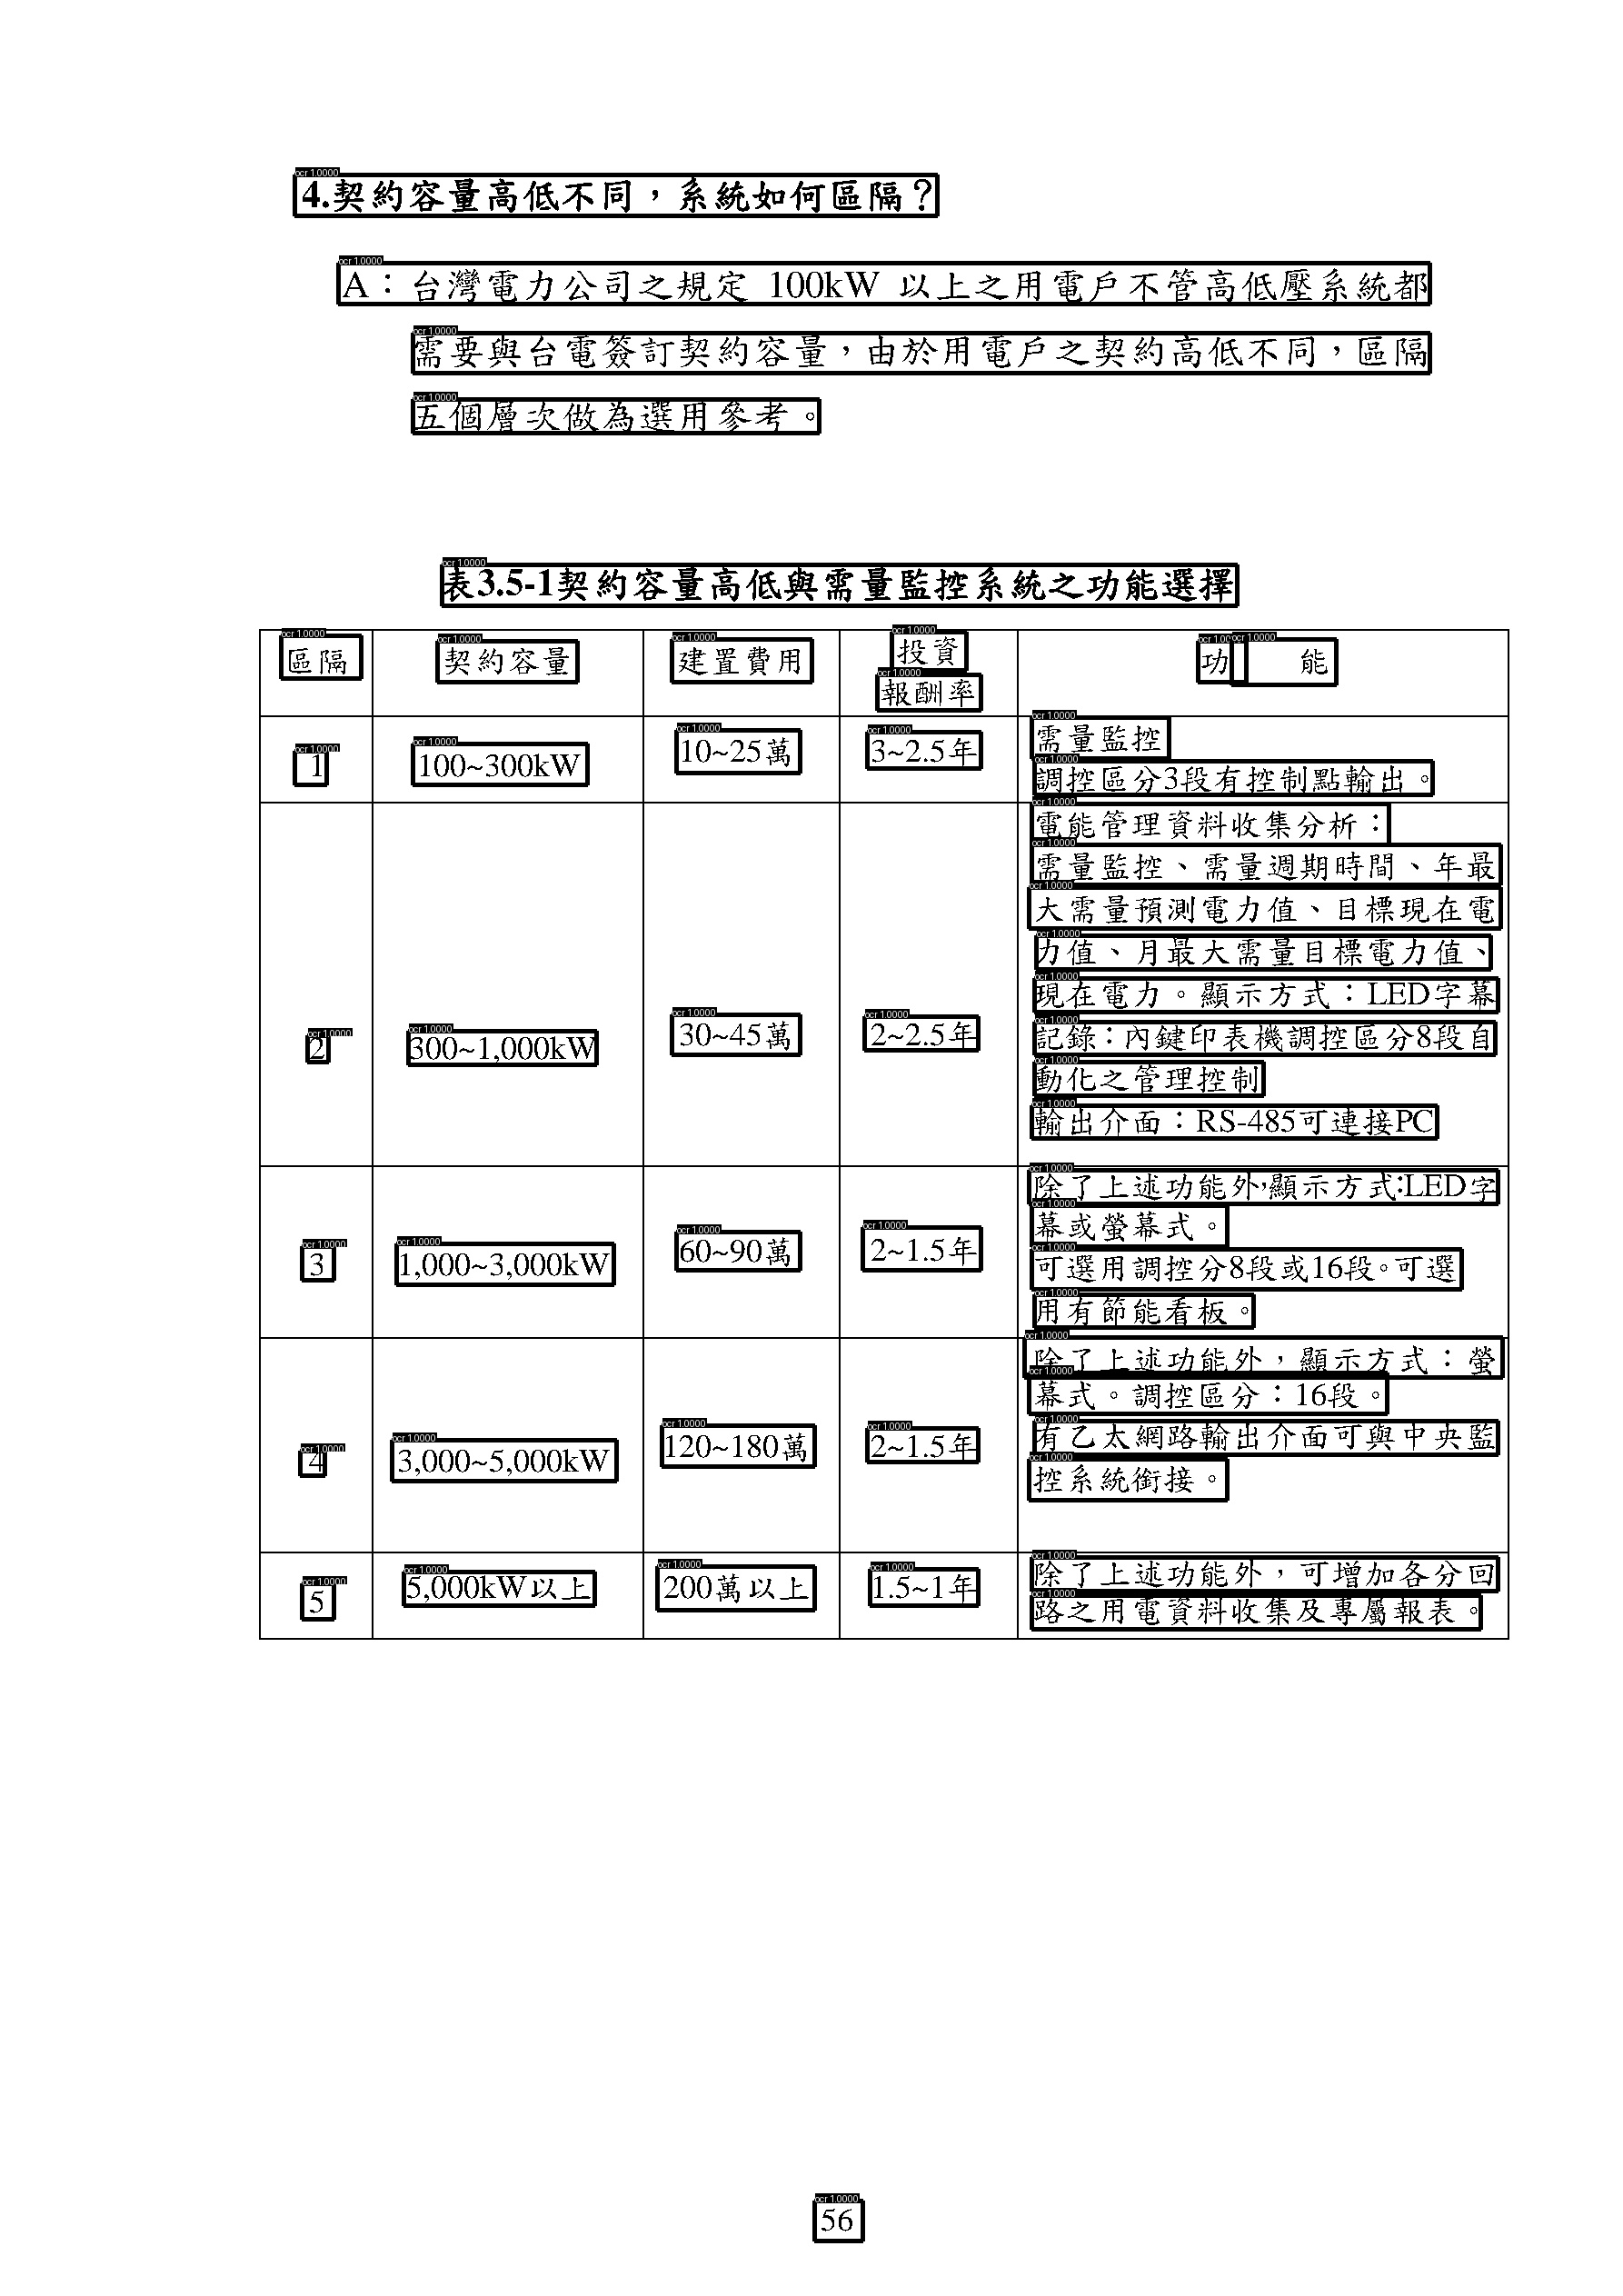 4.契約容量高低不同，系統如何區隔？
A：台灣電力公司之規定 100kW 以上之用電戶不管高低壓系統都
需要與台電簽訂契約容量，由於用電戶之契約高低不同，區隔
五個層次做為選用參考。
表3.5-1契約容量高低與需量監控系統之功能選擇
區隔 契約容量 建置費用 投資 功 能
報酬率
1 100~300kW 10~25萬 3~2.5年 需量監控
調控區分3段有控制點輸出。
2 300~1,000kW 30~45萬 2~2.5年 電能管理資料收集分析：
需量監控、需量週期時間、年最
大需量預測電力值、目標現在電
力值、月最大需量目標電力值、
現在電力。顯示方式：LED字幕
記錄：內鍵印表機調控區分8段自
動化之管理控制
輸出介面：RS-485可連接PC
3 1,000~3,000kW 60~90萬 2~1.5年 除了上述功能外，顯示方式：LED字
幕或螢幕式。
可選用調控分8段或16段。可選
用有節能看板。
4 3,000~5,000kW 120~180萬 2~1.5年 除了上述功能外，顯示方式：螢
幕式。調控區分：16段。
有乙太網路輸出介面可與中央監
控系統銜接。
5 5,000kW以上 200萬以上 1.5~1年 除了上述功能外，可增加各分回
路之用電資料收集及專屬報表。
56